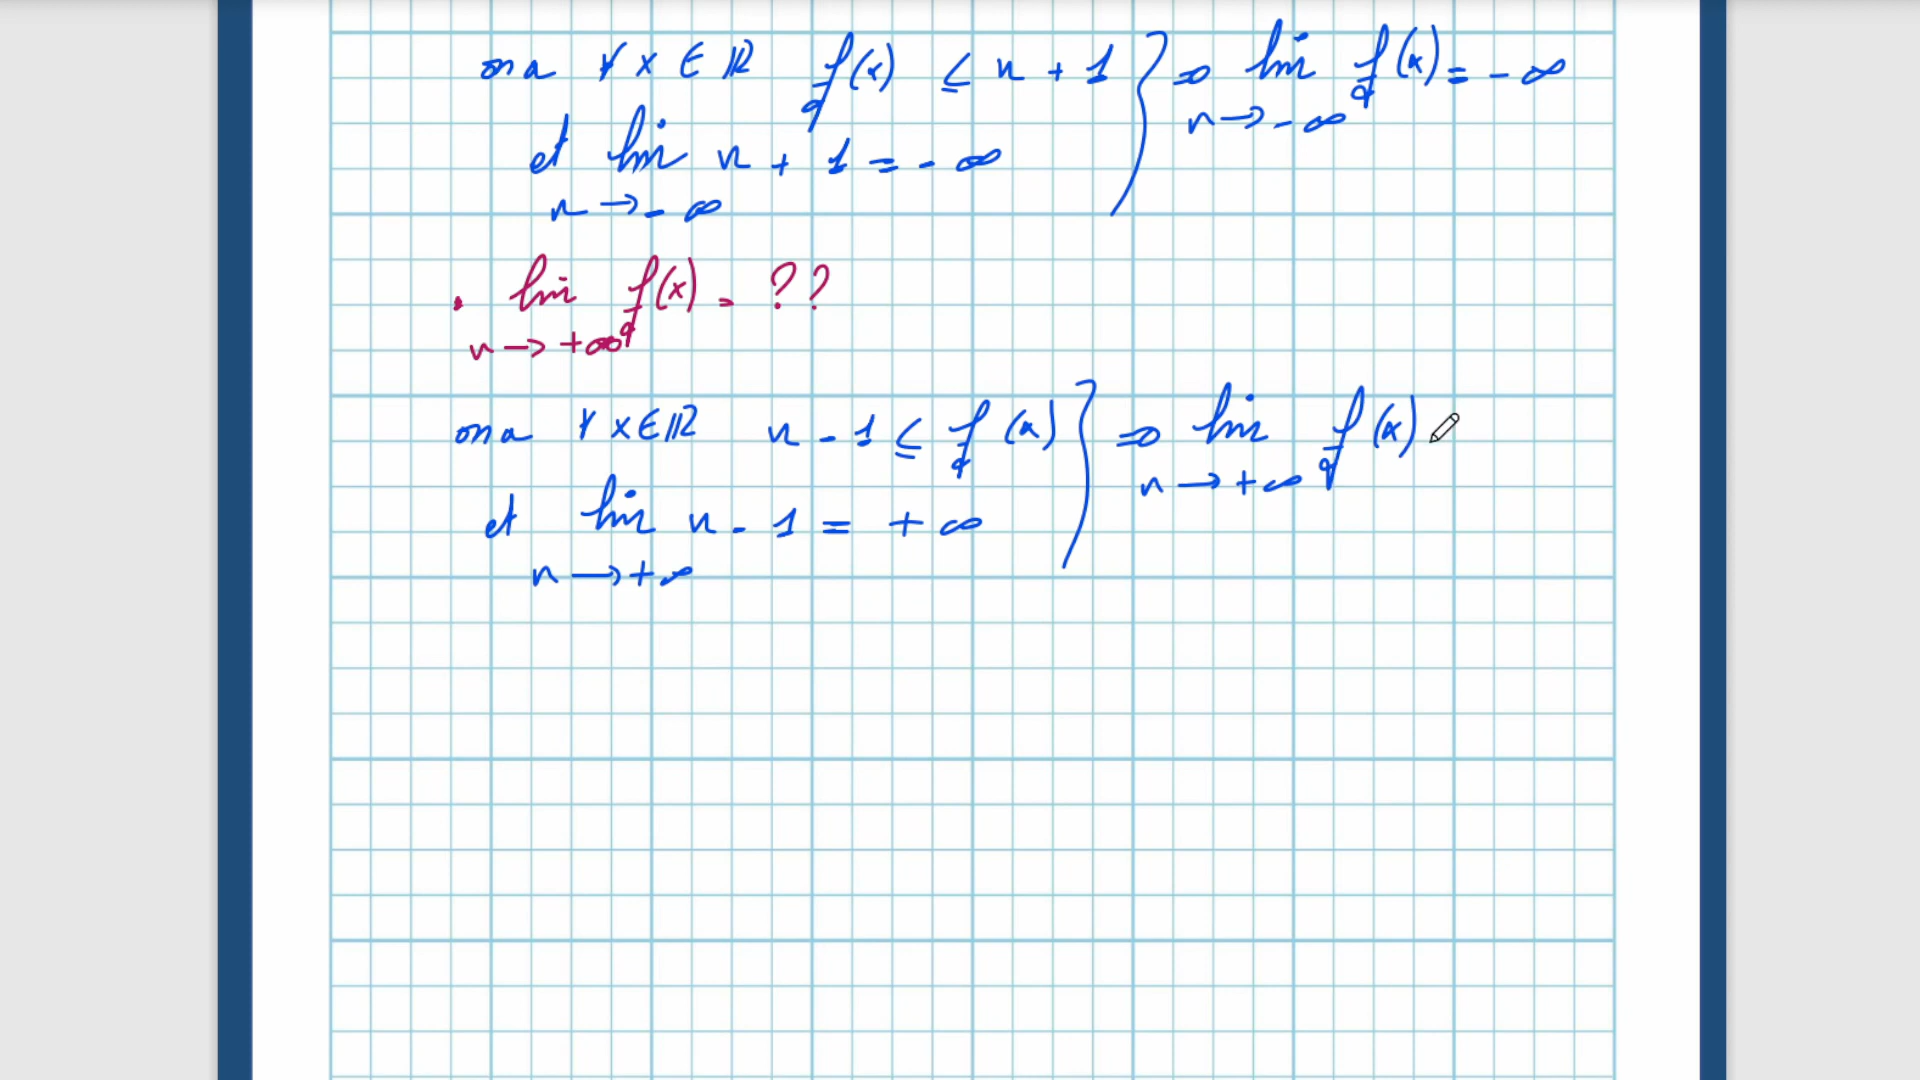 on a ∀ x ∈ ℝ f(x) ≤ x + 1 } ⇒ lim f(x) = - ∞
x → - ∞
et lim x + 1 = - ∞
x → - ∞
. lim f(x) = ??
x → +∞
on a ∀ x ∈ ℝ x - 1 ≤ f(x) } ⇒ lim f(x)
x → +∞
et lim x - 1 = + ∞
x → +∞